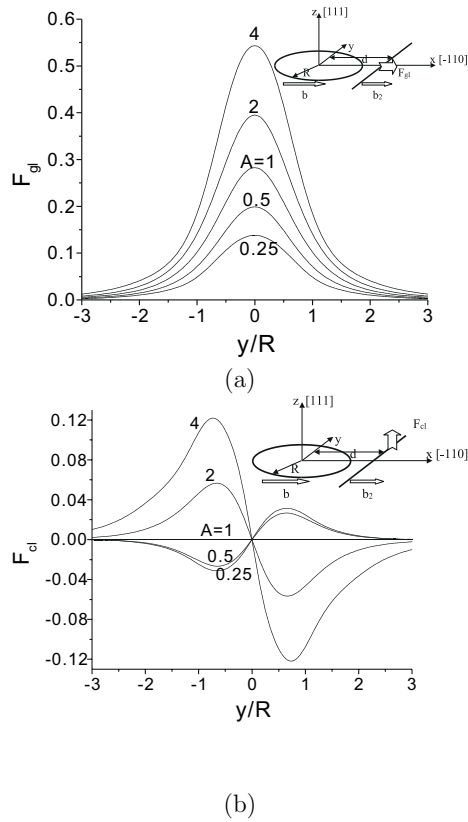 0.6
0.5
0.4
0.3
0.2
0.1
0.0
F_gl
4
2
A=1
0.5
0.25
z [111]
y
d
R
F_gl
x [-110]
b
b_2
-3 -2 -1 0 1 2 3
y/R
(a)
0.12
0.08
0.04
0.00
-0.04
-0.08
-0.12
F_cl
4
2
A=1
0.5
0.25
z [111]
F_cl
y
d
R
x [-110]
b
b_2
-3 -2 -1 0 1 2 3
y/R
(b)